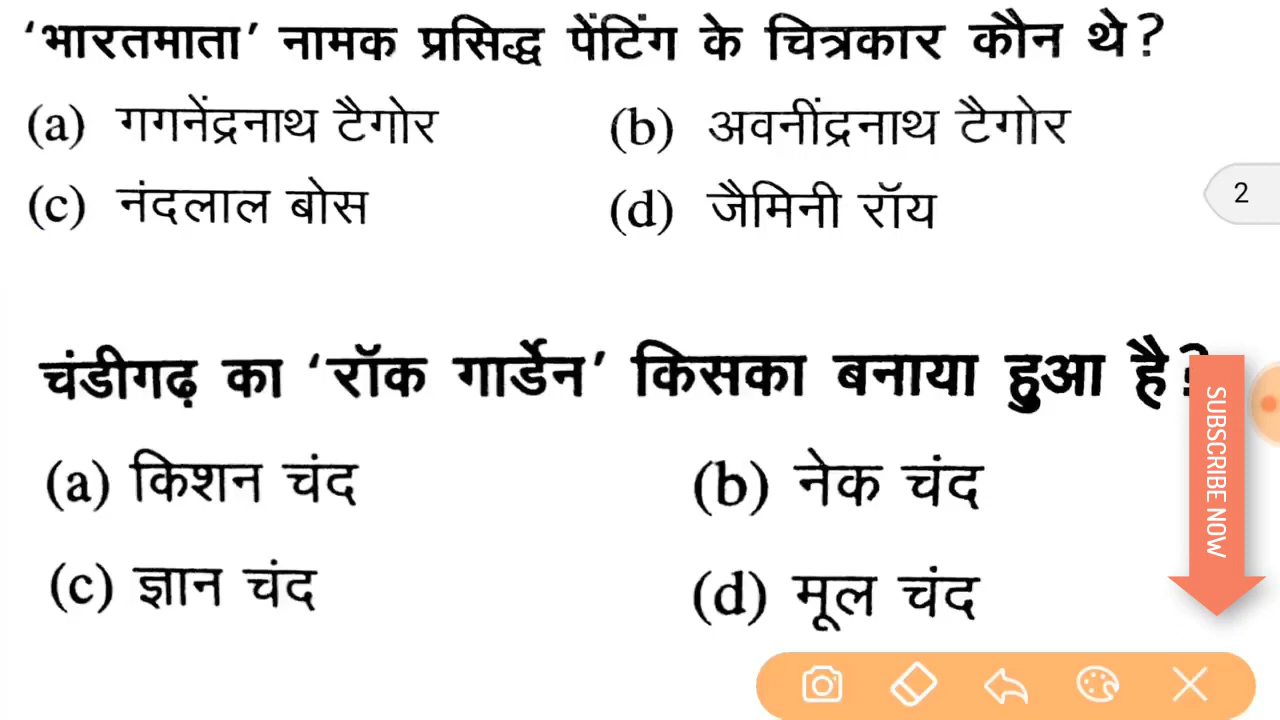 ‘भारतमाता’ नामक प्रसिद्ध पेंटिंग के चित्रकार कौन थे?
(a) गगनेंद्रनाथ टैगोर (b) अवनींद्रनाथ टैगोर
(c) नंदलाल बोस (d) जैमिनी रॉय
2
चंडीगढ़ का ‘रॉक गार्डेन’ किसका बनाया हुआ है?
(a) किशन चंद (b) नेक चंद
(c) ज्ञान चंद (d) मूल चंद
SUBSCRIBE NOW